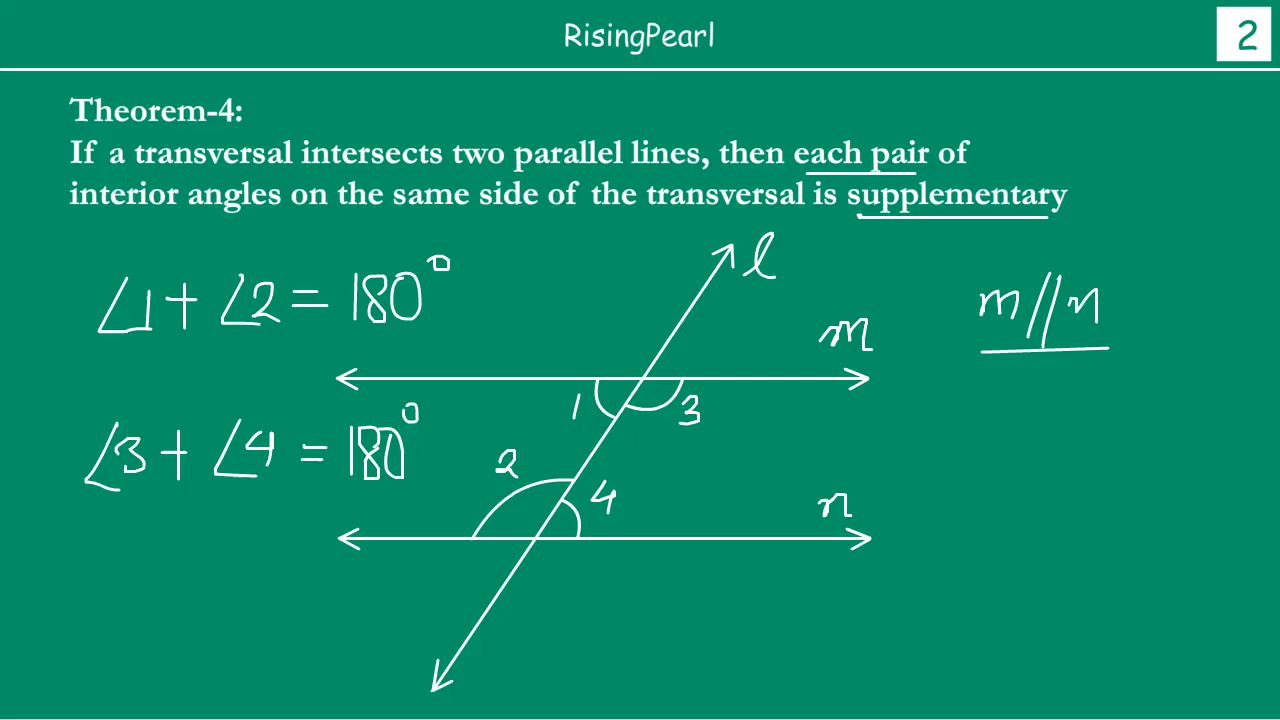 RisingPearl
2
Theorem-4:
If a transversal intersects two parallel lines, then each pair of
interior angles on the same side of the transversal is supplementary
l
∠1+ ∠2=180°
m//n
m
1
3
∠3+ ∠4=180°
2
4
n